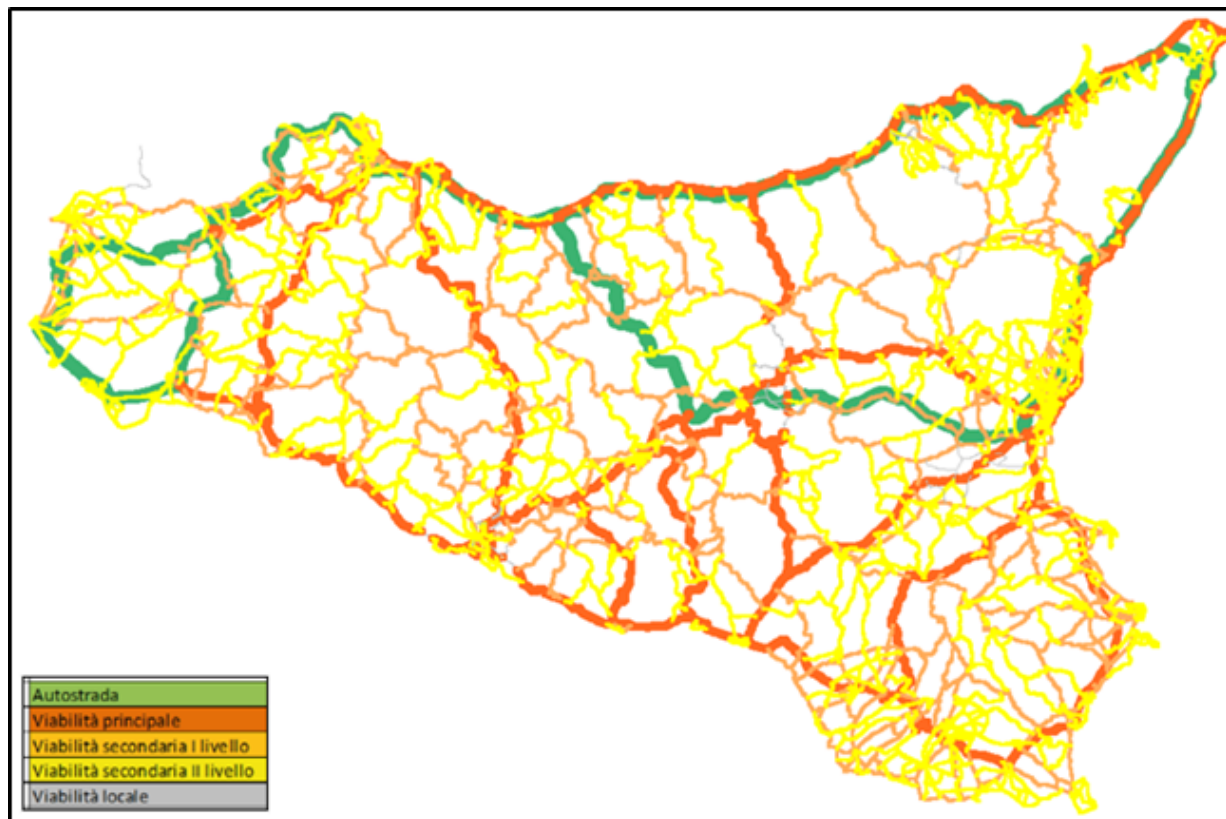 Autostrada
Viabilità principale
Viabilità secondaria I livello
Viabilità secondaria II livello
Viabilità locale